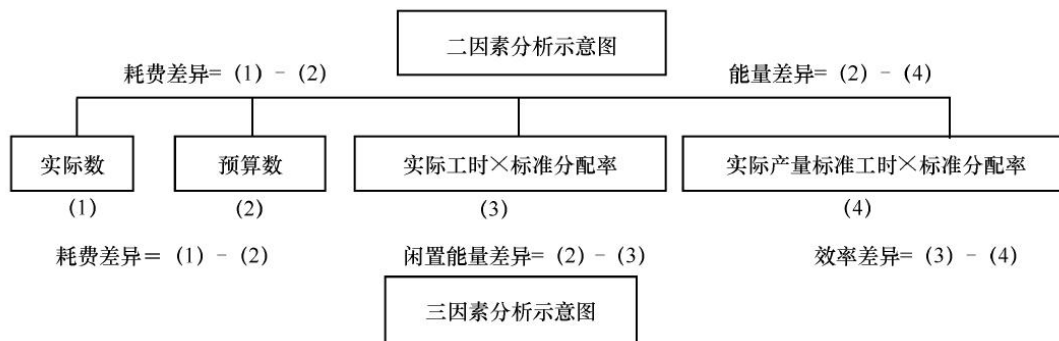 二因素分析示意图
耗费差异=（1）-（2）
能量差异=（2）-（4）
实际数
预算数
实际工时×标准分配率
实际产量标准工时×标准分配率
(1)
(2)
(3)
(4)
耗费差异=（1）-（2）
闲置能量差异=（2）-（3）
效率差异=（3）-（4）
三因素分析示意图